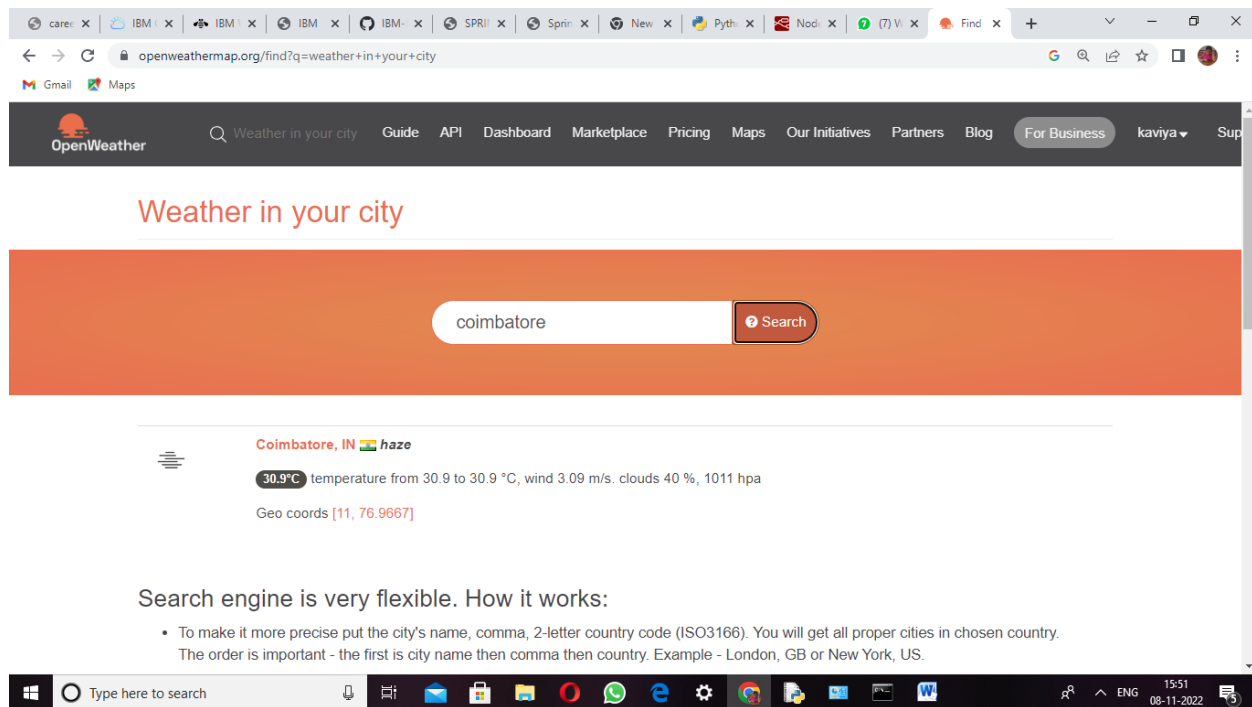 caree IBM ( IBM \ IBM IBM- SPRI Sprin New Pyth Node (7) W Find
openweathermap.org/find?q=weather+in+your+city
Gmail Maps
OpenWeather Weather in your city Guide API Dashboard Marketplace Pricing Maps Our Initiatives Partners Blog For Business kaviya Sup
Weather in your city
coimbatore Search
Coimbatore, IN haze
30.9°C temperature from 30.9 to 30.9 °C, wind 3.09 m/s. clouds 40 %, 1011 hpa
Geo coords [11, 76.9667]
Search engine is very flexible. How it works:
• To make it more precise put the city's name, comma, 2-letter country code (ISO3166). You will get all proper cities in chosen country.
The order is important - the first is city name then comma then country. Example - London, GB or New York, US.
Type here to search ENG 15:51
08-11-2022 5